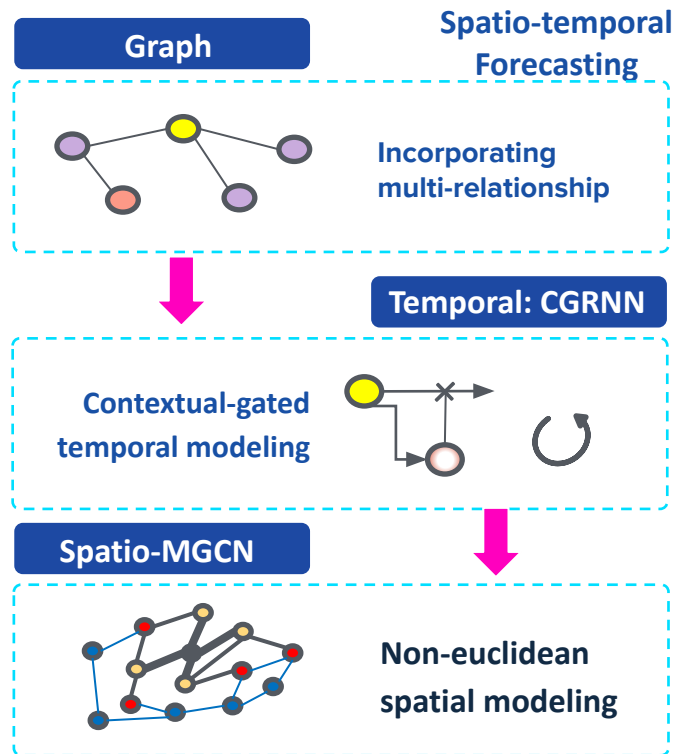 Graph
Spatio-temporal
Forecasting
Incorporating
multi-relationship
Temporal: CGRNN
Contextual-gated
temporal modeling
Spatio-MGCN
Non-euclidean
spatial modeling